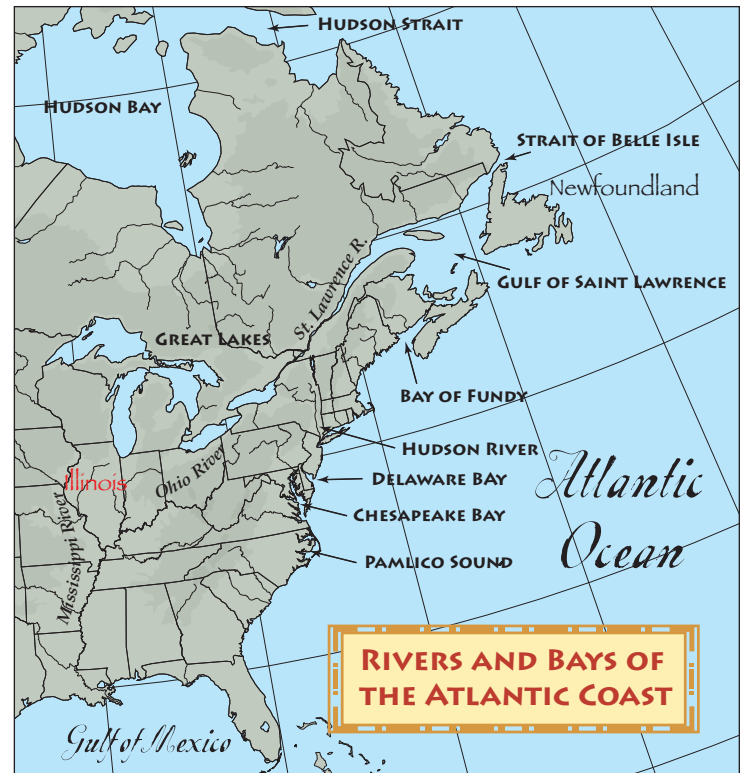 Hudson Strait
Hudson Bay
Strait of Belle Isle
Newfoundland
St. Lawrence R.
Gulf of Saint Lawrence
Great Lakes
Bay of Fundy
Hudson River
Ohio River
Illinois
Delaware Bay
Atlantic
Ocean
Chesapeake Bay
Mississippi River
Pamlico Sound
Rivers and Bays of
the Atlantic Coast
Gulf of Mexico